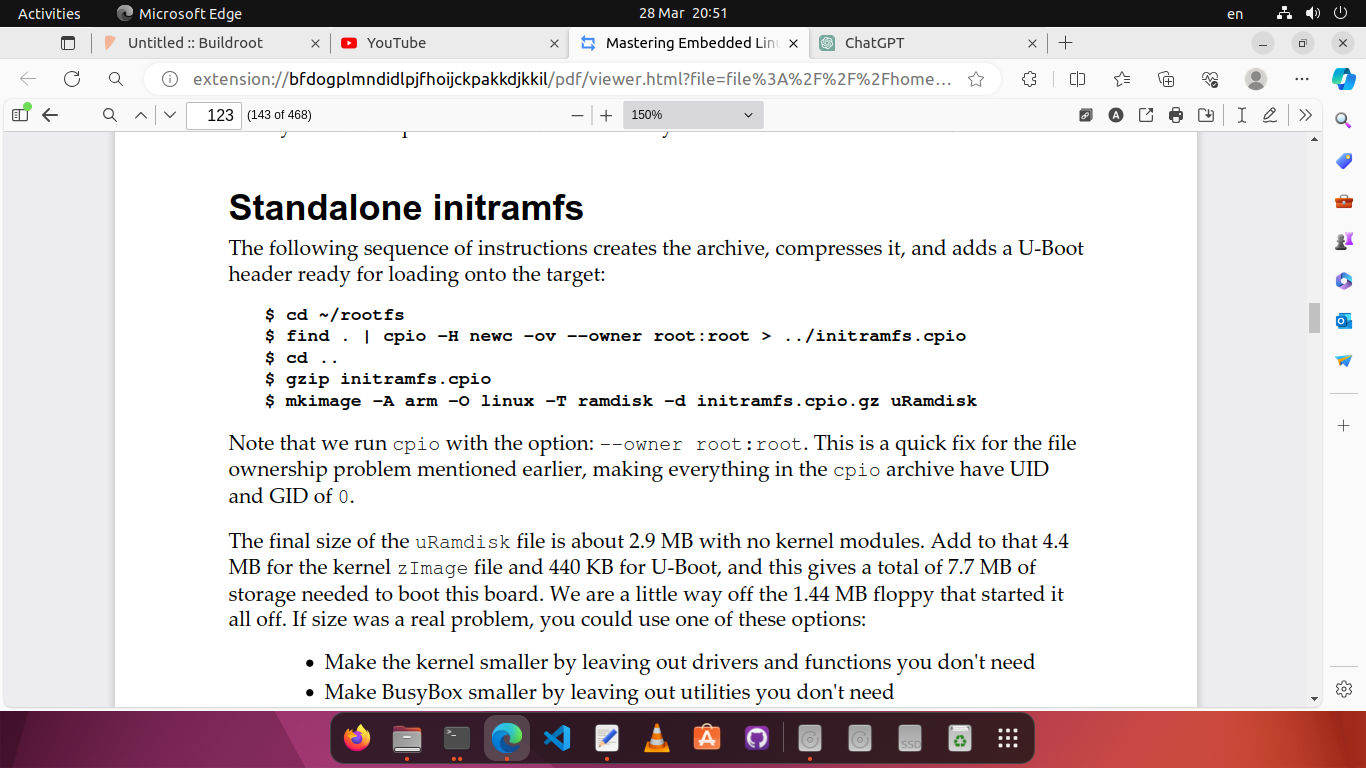 Activities
Microsoft Edge
28 Mar 20:51
en
Untitled :: Buildroot
YouTube
Mastering Embedded Lin
ChatGPT
extension://bfdogplmndidlpjfhoijckpakkdjkkil/pdf/viewer.html?file=file%3A%2F%2F%2Fhome...
123
(143 of 468)
150%
Standalone initramfs
The following sequence of instructions creates the archive, compresses it, and adds a U-Boot
header ready for loading onto the target:
$ cd ~/rootfs
$ find . | cpio -H newc -ov --owner root:root > ../initramfs.cpio
$ cd ..
$ gzip initramfs.cpio
$ mkimage -A arm -O linux -T ramdisk -d initramfs.cpio.gz uRamdisk
Note that we run cpio with the option: --owner root:root. This is a quick fix for the file
ownership problem mentioned earlier, making everything in the cpio archive have UID
and GID of 0.
The final size of the uRamdisk file is about 2.9 MB with no kernel modules. Add to that 4.4
MB for the kernel zImage file and 440 KB for U-Boot, and this gives a total of 7.7 MB of
storage needed to boot this board. We are a little way off the 1.44 MB floppy that started it
all off. If size was a real problem, you could use one of these options:
• Make the kernel smaller by leaving out drivers and functions you don't need
• Make BusyBox smaller by leaving out utilities you don't need
SSD